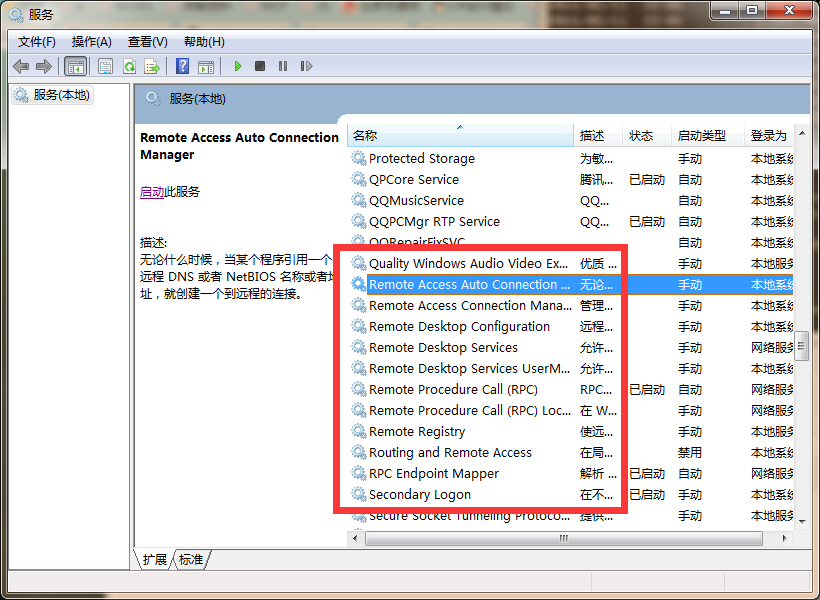 服务
文件(F) 操作(A) 查看(V) 帮助(H)
服务(本地)
服务(本地)
Remote Access Auto Connection
Manager
启动此服务
描述:
无论什么时候，当某个程序引用一个
远程 DNS 或者 NetBIOS 名称或者地
址，就创建一个到远程的连接。
名称 描述 状态 启动类型 登录为
Protected Storage 为敏... 手动 本地系统
QPCore Service 腾讯... 已启动 自动 本地系统
QQMusicService QQ... 自动 本地系统
QQPCMgr RTP Service QQ... 已启动 自动 本地系统
QQRepairFixSVC 自动 本地系统
Quality Windows Audio Video Ex... 优质 ... 手动 本地服务
Remote Access Auto Connection ... 无论... 手动 本地系统
Remote Access Connection Mana... 管理... 手动 本地系统
Remote Desktop Configuration 远程... 手动 本地系统
Remote Desktop Services 允许... 手动 网络服务
Remote Desktop Services UserM... 允许... 手动 本地系统
Remote Procedure Call (RPC) RPC... 已启动 自动 网络服务
Remote Procedure Call (RPC) Loc... 在 W... 手动 网络服务
Remote Registry 使远... 手动 本地服务
Routing and Remote Access 在局... 禁用 本地系统
RPC Endpoint Mapper 解析 ... 已启动 自动 网络服务
Secondary Logon 在不... 已启动 手动 本地系统
Secure Socket Tunneling Protoco... 提供... 手动 本地服务
扩展 标准